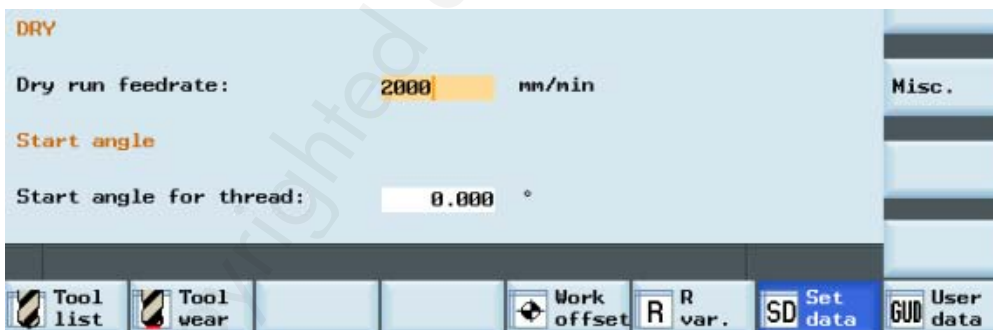 DRY
Dry run feedrate: 2000 mm/min
Misc.
Start angle
Start angle for thread: 0.000 °
Tool list
Tool wear
Work offset
R R var.
SD Set data
GUD User data